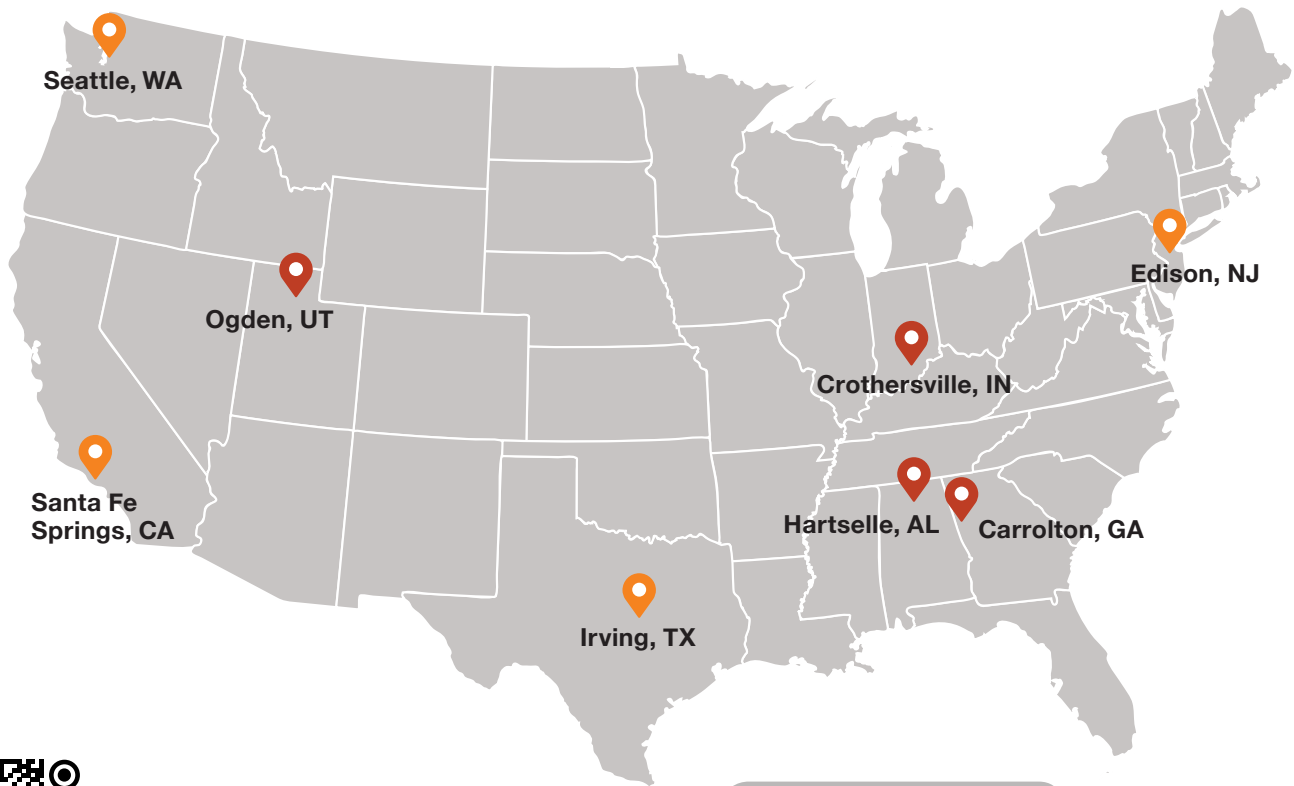 Seattle, WA
Edison, NJ
Ogden, UT
Crothersville, IN
Santa Fe
Springs, CA
Hartselle, AL
Carrolton, GA
Irving, TX